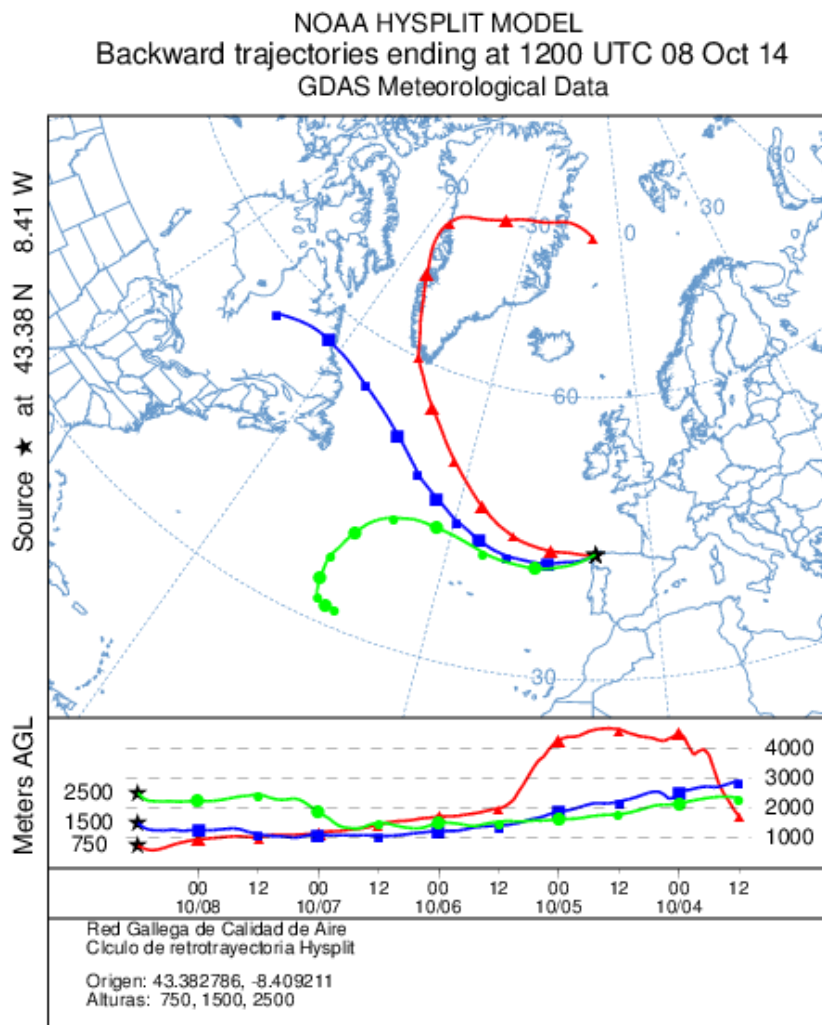 NOAA HYSPLIT MODEL
Backward trajectories ending at 1200 UTC 08 Oct 14
GDAS Meteorological Data
Source ★ at 43.38 N 8.41 W
-60
-30
0
30
60
60
30
Meters AGL
2500
1500
750
4000
3000
2000
1000
00 12 00 12 00 12 00 12 00 12
10/08 10/07 10/06 10/05 10/04
Red Gallega de Calidad de Aire
Clculo de retrotrayectoria Hysplit
Origen: 43.382786, -8.409211
Alturas: 750, 1500, 2500